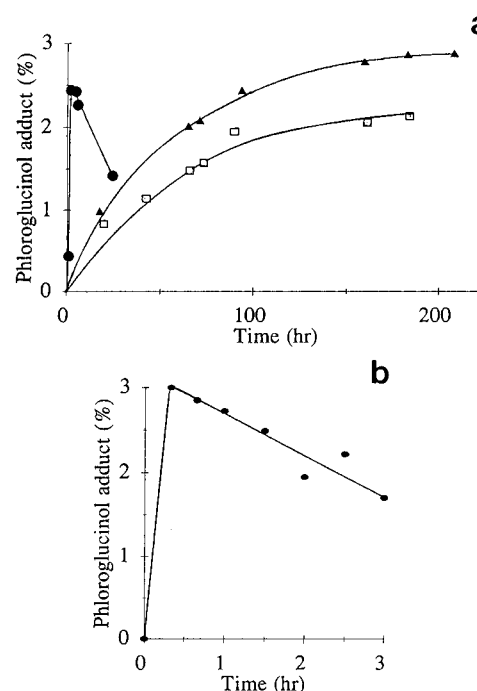 a
Phloroglucinol adduct (%)
3
2
1
0
0 100 200
Time (hr)
b
Phloroglucinol adduct (%)
3
2
1
0
0 1 2 3
Time (hr)